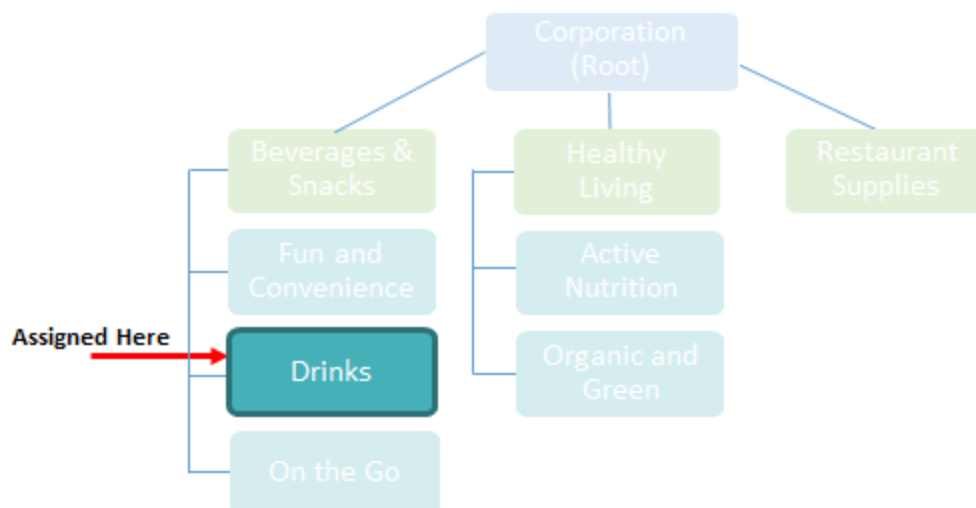 Corporation
(Root)
Beverages &
Snacks
Healthy
Living
Restaurant
Supplies
Fun and
Convenience
Active
Nutrition
Assigned Here
Drinks
Organic and
Green
On the Go